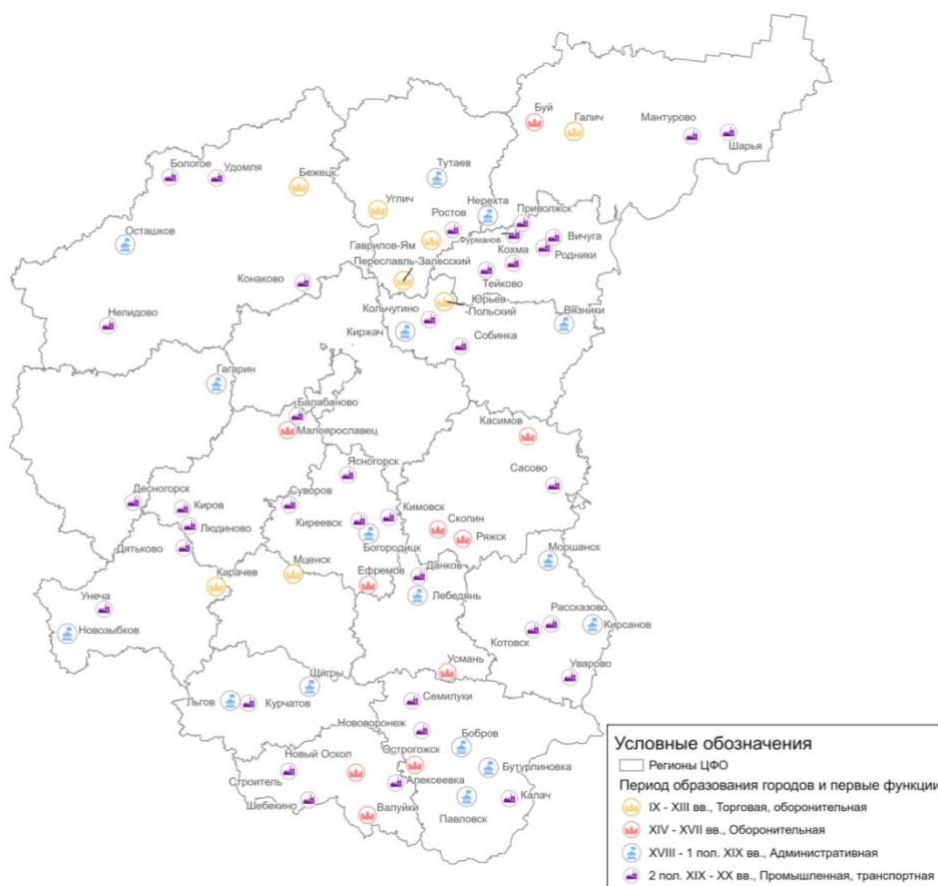 Буй
Галич
Мантурово
Шарья
Бологое
Удомля
Бежецк
Тутаев
Углич
Нерехта
Приволжск
Ростов
Фурманов
Вичуга
Осташков
Гаврилов-Ям
Кохма
Родники
Переславль-Залесский
Тейково
Конаково
Кольчугино
Юрьев
-Польский
Вязники
Нелидово
Киржач
Собинка
Гагарин
Балабаново
Малоярославец
Касимов
Ясногорск
Сасово
Десногорск
Киров
Суворов
Кимовск
Людиново
Киреевск
Скопин
Ряжск
Богородицк
Дятьково
Моршанск
Мценск
Ефремов
Данков
Карачев
Лебедянь
Унеча
Рассказово
Новозыбков
Котовск
Кирсанов
Усмань
Уварово
Щигры
Льгов
Курчатов
Семилуки
Нововоронеж
Бобров
Новый Оскол
Острогожск
Бутурлиновка
Строитель
Алексеевка
Шебекино
Калач
Валуйки
Павловск
Условные обозначения
Регионы ЦФО
Период образования городов и первые функции
IX - XIII вв., Торговая, оборонительная
XIV - XVII вв., Оборонительная
XVIII - 1 пол. XIX вв., Административная
2 пол. XIX - XX вв., Промышленная, транспортная